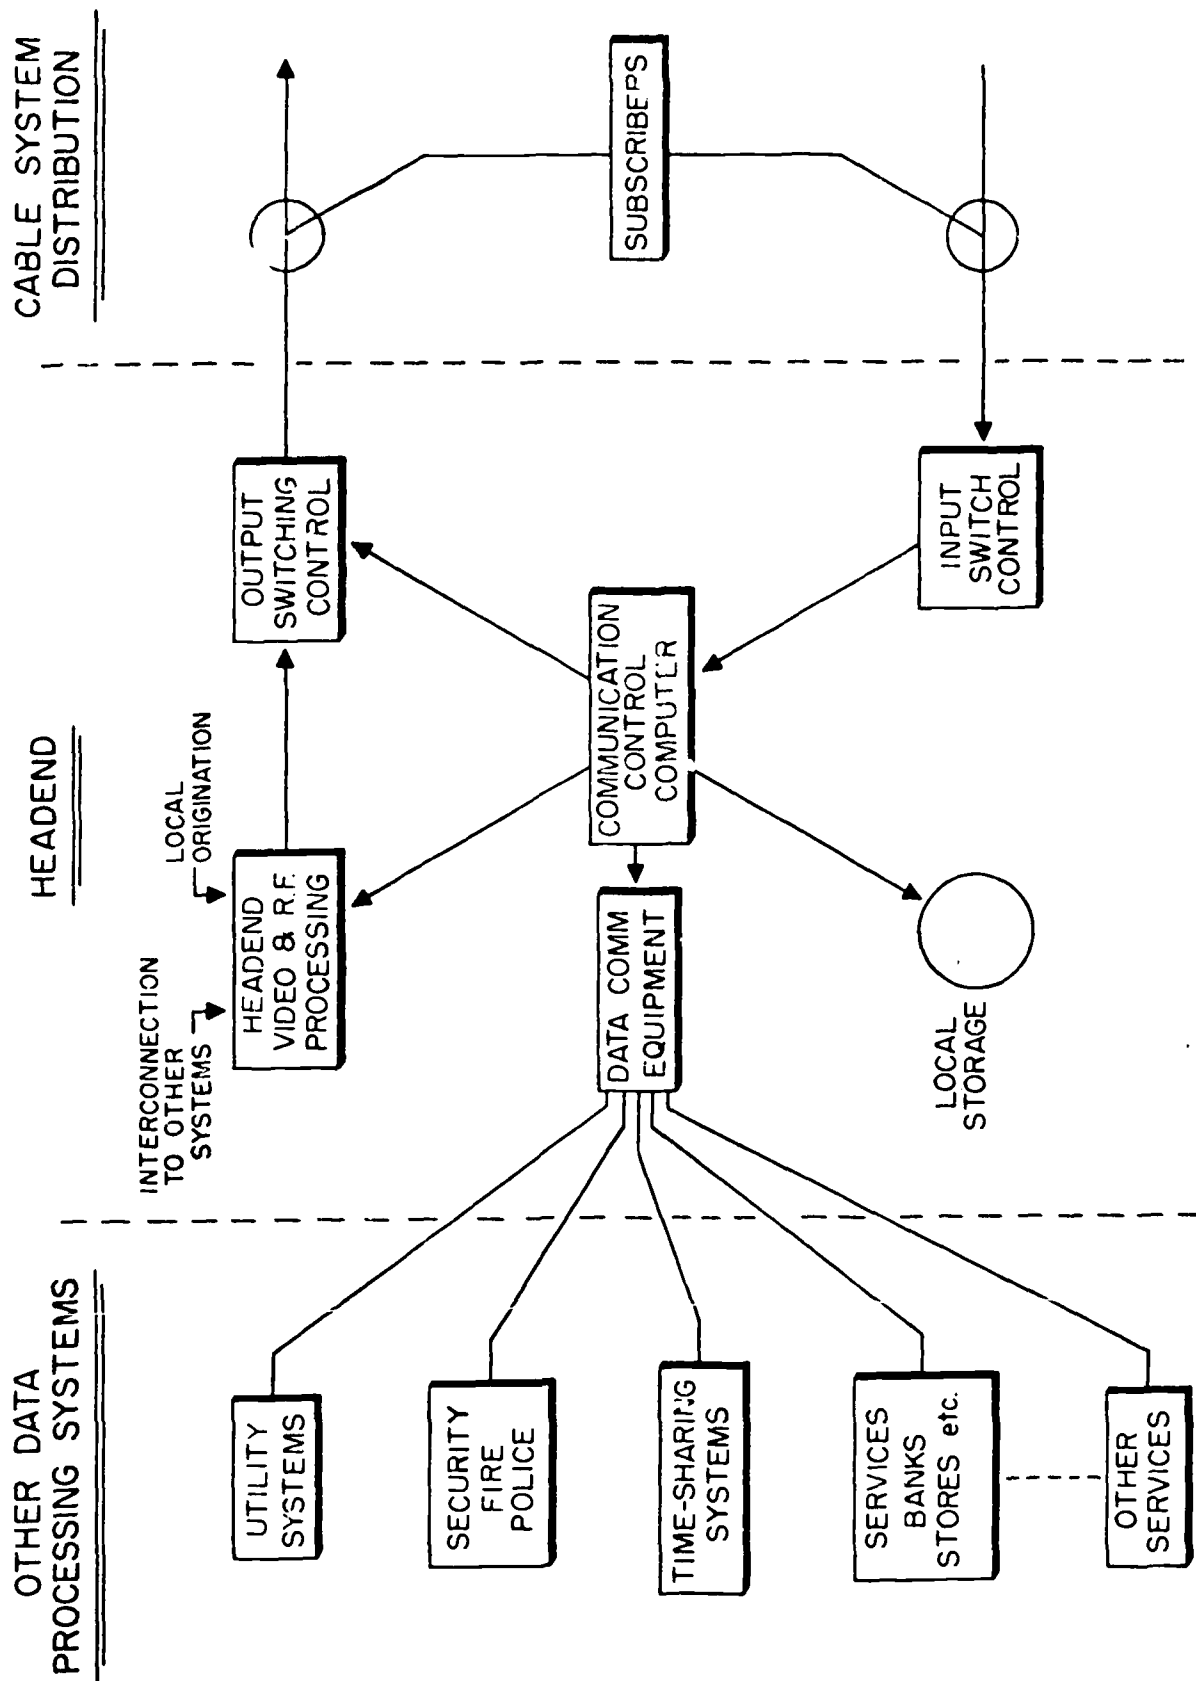 OTHER DATA
PROCESSING SYSTEMS
HEADEND
CABLE SYSTEM
DISTRIBUTION
UTILITY
SYSTEMS
SECURITY
FIRE
POLICE
TIME-SHARING
SYSTEMS
SERVICES
BANKS
STORES etc.
OTHER
SERVICES
INTERCONNECTION
TO OTHER
SYSTEMS
LOCAL
ORIGINATION
HEADEND
VIDEO & R.F.
PROCESSING
OUTPUT
SWITCHING
CONTROL
DATA COMM
EQUIPMENT
COMMUNICATION
CONTROL
COMPUTER
LOCAL
STORAGE
INPUT
SWITCH
CONTROL
SUBSCRIBERS